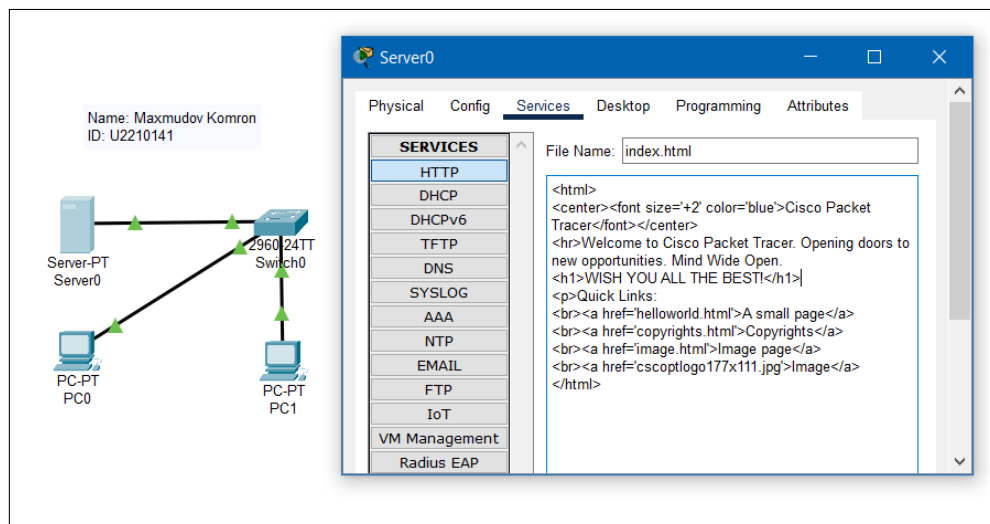 Name: Maxmudov Komron
ID: U2210141
Server-PT
Server0
2960-24TT
Switch0
PC-PT
PC0
PC-PT
PC1
Server0
Physical Config Services Desktop Programming Attributes
SERVICES
HTTP
DHCP
DHCPv6
TFTP
DNS
SYSLOG
AAA
NTP
EMAIL
FTP
IoT
VM Management
Radius EAP
File Name: index.html
<html>
<center><font size='+2' color='blue'>Cisco Packet
Tracer</font></center>
<hr>Welcome to Cisco Packet Tracer. Opening doors to
new opportunities. Mind Wide Open.
<h1>WISH YOU ALL THE BEST!</h1>
<p>Quick Links:
<br><a href='helloworld.html'>A small page</a>
<br><a href='copyrights.html'>Copyrights</a>
<br><a href='image.html'>Image page</a>
<br><a href='cscoptlogo177x111.jpg'>Image</a>
</html>